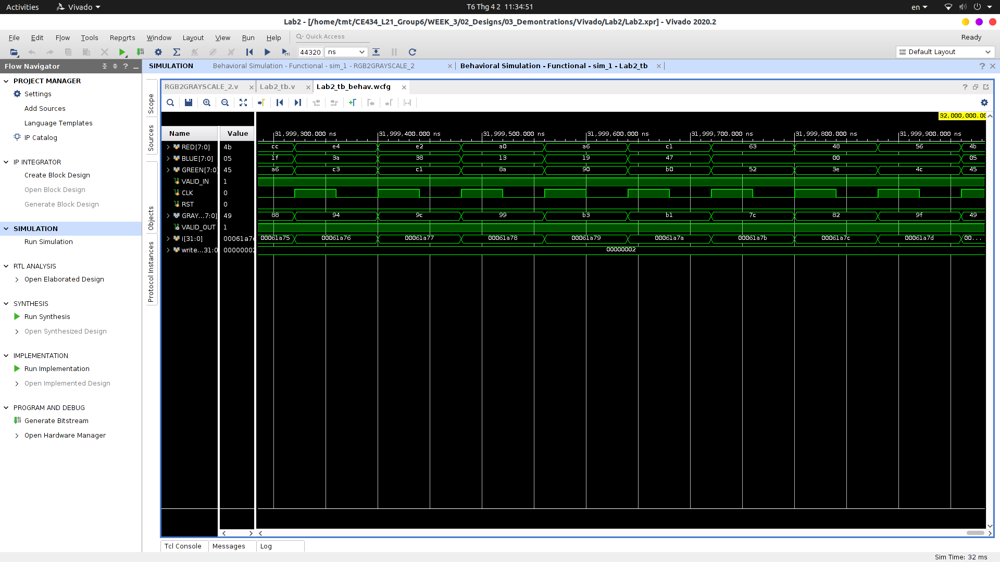 Activities Vivado T6 Thg 4 2 11:34:51 en
Lab2 - [/home/tmt/CE434_L21_Group6/WEEK_3/02_Designs/03_Demontrations/Vivado/Lab2/Lab2.xpr] - Vivado 2020.2
File Edit Flow Tools Reports Window Layout View Run Help Quick Access Ready
44320 ns Default Layout
Flow Navigator
SIMULATION Behavioral Simulation - Functional - sim_1 - RGB2GRAYSCALE_2 Behavioral Simulation - Functional - sim_1 - Lab2_tb
PROJECT MANAGER
Settings
Add Sources
Language Templates
IP Catalog
IP INTEGRATOR
Create Block Design
Open Block Design
Generate Block Design
SIMULATION
Run Simulation
RTL ANALYSIS
Open Elaborated Design
SYNTHESIS
Run Synthesis
Open Synthesized Design
IMPLEMENTATION
Run Implementation
Open Implemented Design
PROGRAM AND DEBUG
Generate Bitstream
Open Hardware Manager
Scope
Sources
Objects
Protocol Instances
RGB2GRAYSCALE_2.v Lab2_tb.v Lab2_tb_behav.wcfg
32,000,000.00
Name Value 31,999,300.000 ns 31,999,400.000 ns 31,999,500.000 ns 31,999,600.000 ns 31,999,700.000 ns 31,999,800.000 ns 31,999,900.000 ns
RED[7:0] 4b cc e4 e2 a0 a6 c1 63 48 56 4b
BLUE[7:0] 05 1f 3a 38 13 19 47 00 05
GREEN[7:0] 45 a6 c3 c1 8a 90 b0 52 3e 4c 45
VALID_IN 1
CLK 0
RST 0
GRAY...7:0] 49 88 94 9c 99 b3 b1 7c 82 9f 49
VALID_OUT 1
i[31:0] 00061a7e 00061a75 00061a76 00061a77 00061a78 00061a79 00061a7a 00061a7b 00061a7c 00061a7d 00...
write...31:0 00000002 00000002
Tcl Console Messages Log
Sim Time: 32 ms